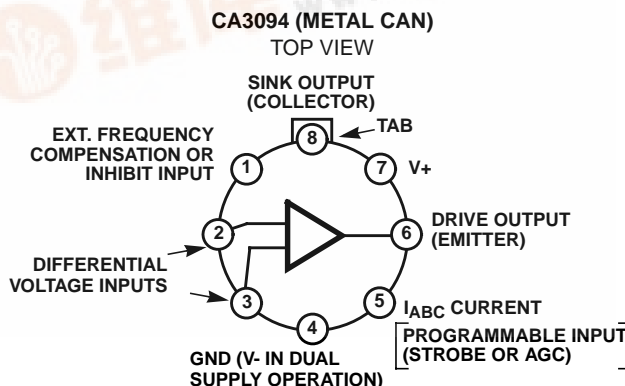 CA3094 (METAL CAN)
TOP VIEW
SINK OUTPUT
(COLLECTOR)
TAB
8
EXT. FREQUENCY
COMPENSATION OR
INHIBIT INPUT
1
7
V+
2
6
DRIVE OUTPUT
(EMITTER)
DIFFERENTIAL
VOLTAGE INPUTS
3
5
IABC CURRENT
PROGRAMMABLE INPUT
(STROBE OR AGC)
4
GND (V- IN DUAL
SUPPLY OPERATION)